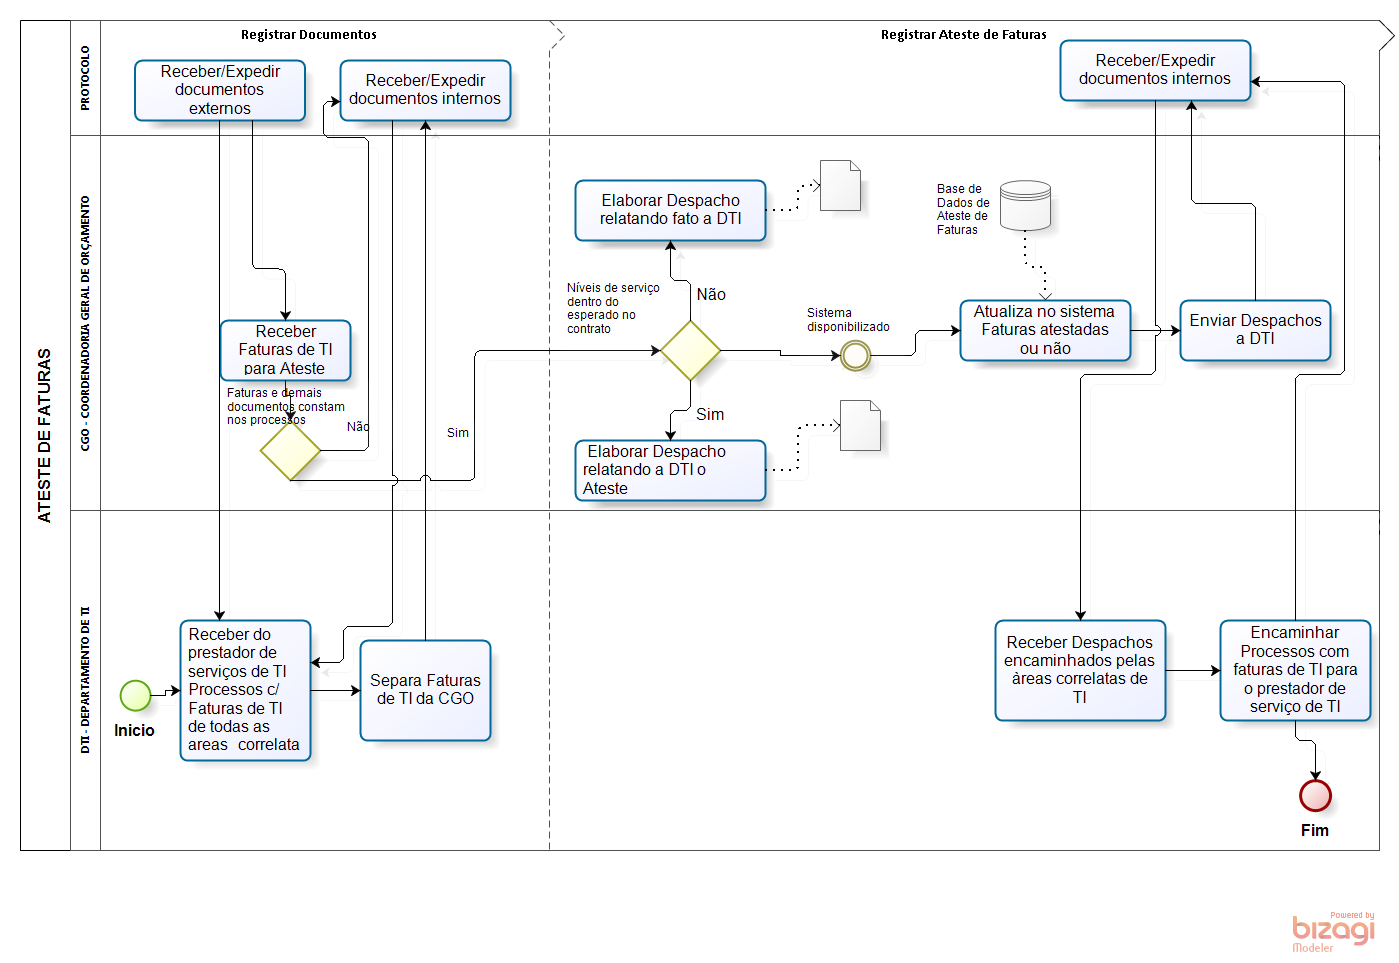 ATESTE DE FATURAS
PROTOCOLO
CGO - COORDENADORIA GERAL DE ORÇAMENTO
DTI - DEPARTAMENTO DE TI
Registrar Documentos
Registrar Ateste de Faturas
Receber/Expedir
documentos
externos
Receber/Expedir
documentos internos
Receber/Expedir
documentos internos
Receber
Faturas de TI
para Ateste
Faturas e demais
documentos constam
nos processos
Não
Sim
Elaborar Despacho
relatando fato a DTI
Níveis de serviço
dentro do
esperado no
contrato
Não
Sim
Elaborar Despacho
relatando a DTI o
Ateste
Sistema
disponibilizado
Base de
Dados de
Ateste de
Faturas
Atualiza no sistema
Faturas atestadas
ou não
Enviar Despachos
a DTI
Inicio
Receber do
prestador de
serviços de TI
Processos c/
Faturas de TI
de todas as
areas correlata
Separa Faturas
de TI da CGO
Receber Despachos
encaminhados pelas
àreas correlatas de
TI
Encaminhar
Processos com
faturas de TI para
o prestador de
serviço de TI
Fim
Powered by
bizagi
Modeler